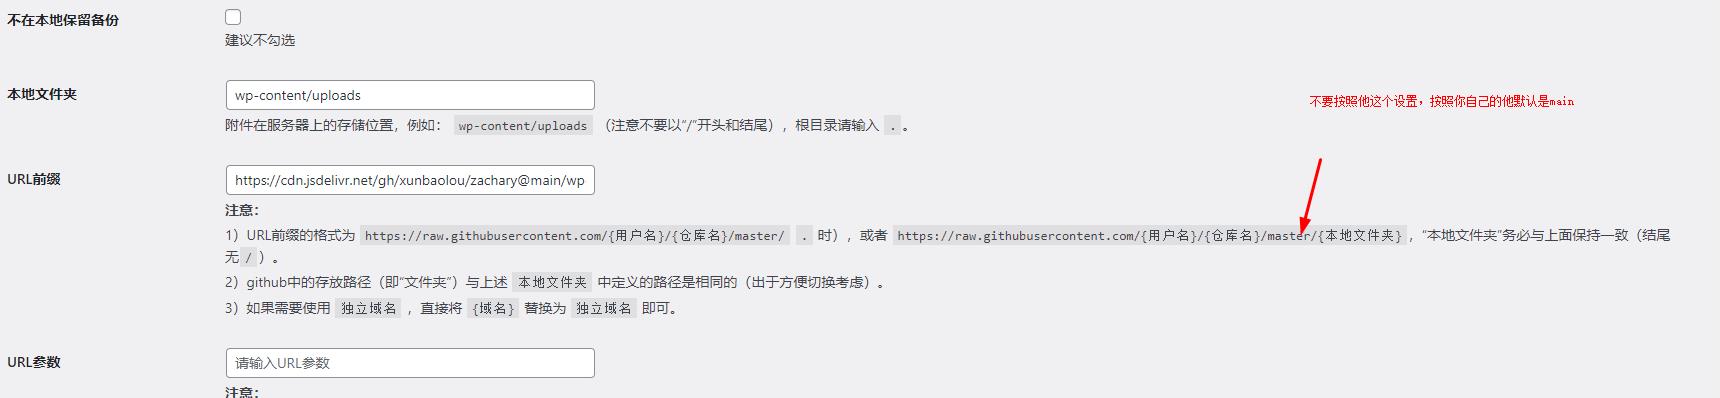 不在本地保留备份
建议不勾选
本地文件夹
wp-content/uploads
不要按照他这个设置，按照你自己的他默认是main
附件在服务器上的存储位置，例如： wp-content/uploads （注意不要以“/”开头和结尾），根目录请输入 . 。
URL前缀
https://cdn.jsdelivr.net/gh/xunbaolou/zachary@main/wp
注意：
1）URL前缀的格式为 https://raw.githubusercontent.com/{用户名}/{仓库名}/master/ . 时），或者 https://raw.githubusercontent.com/{用户名}/{仓库名}/master/{本地文件夹} ，“本地文件夹”务必与上面保持一致（结尾
无 / ）。
2）github中的存放路径（即“文件夹”）与上述 本地文件夹 中定义的路径是相同的（出于方便切换考虑）。
3）如果需要使用 独立域名 ，直接将 {域名} 替换为 独立域名 即可。
URL参数
请输入URL参数
注意：